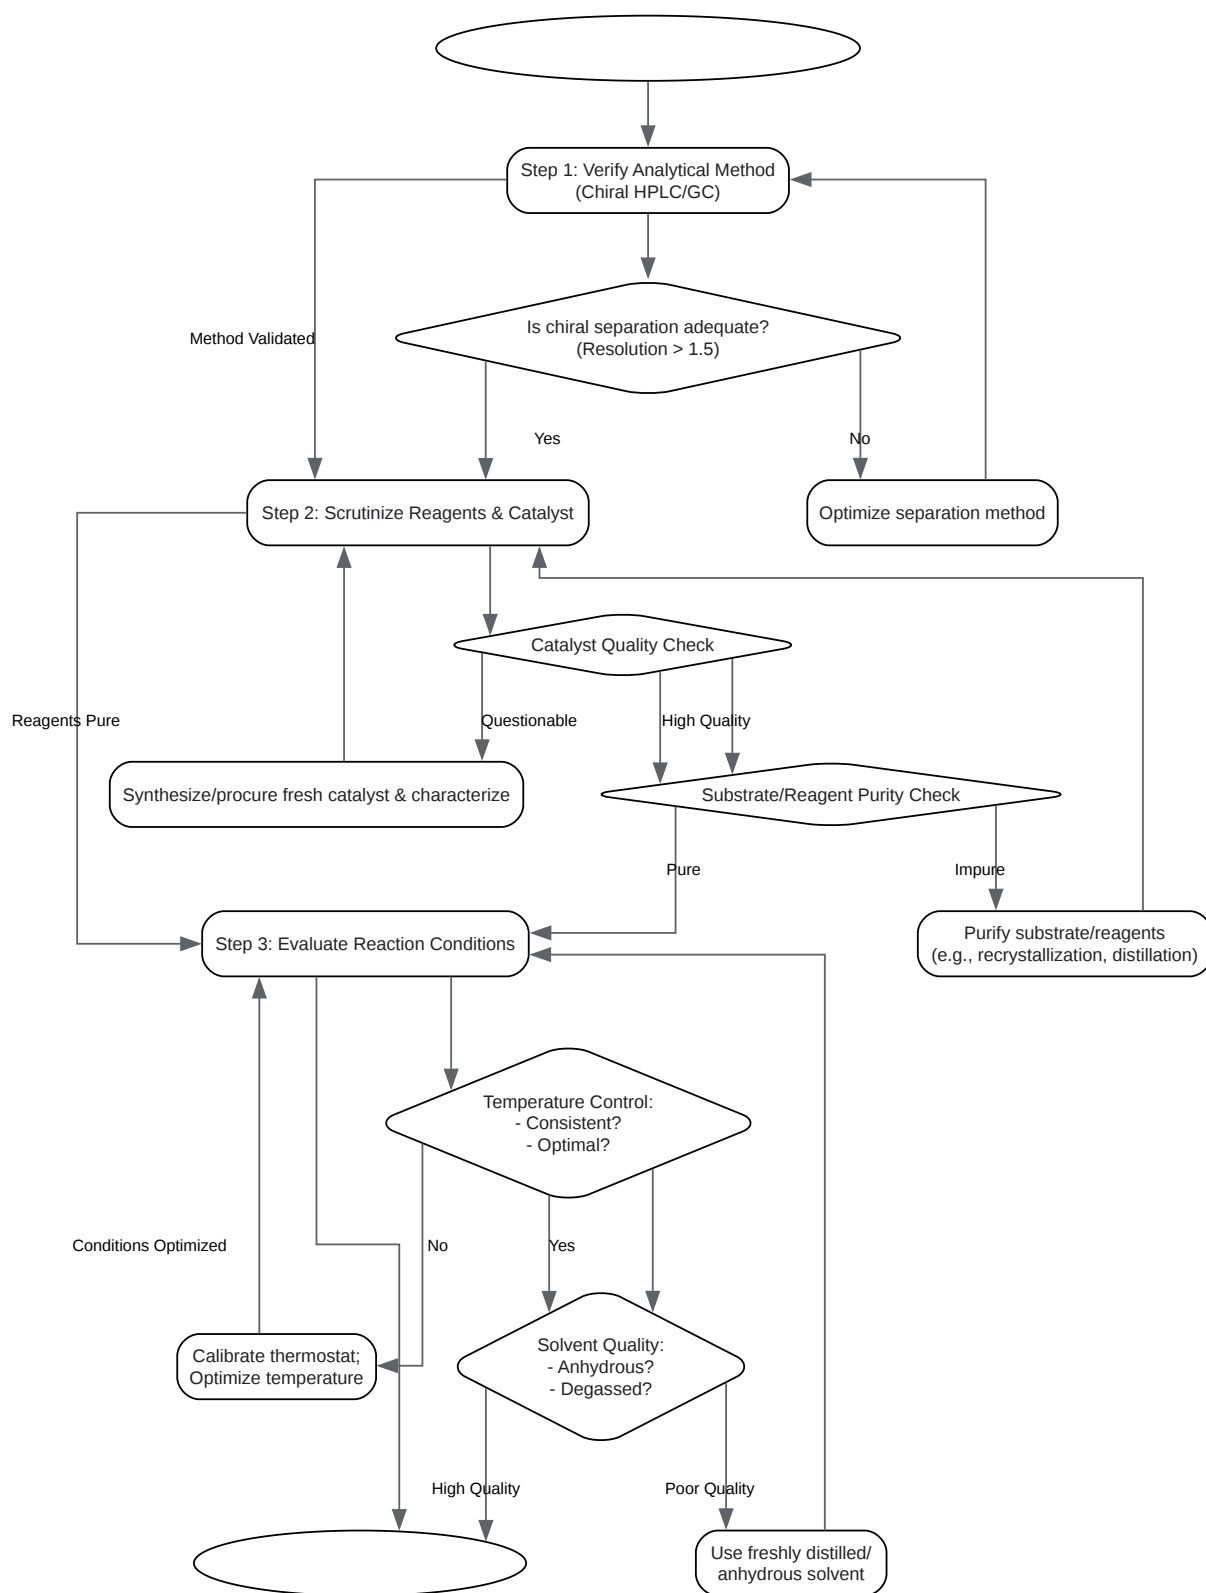 Step 1: Verify Analytical Method
(Chiral HPLC/GC)
Is chiral separation adequate?
(Resolution > 1.5)
Method Validated
Yes
No
Step 2: Scrutinize Reagents & Catalyst
Optimize separation method
Catalyst Quality Check
Reagents Pure
Questionable
High Quality
Synthesize/procure fresh catalyst & characterize
Substrate/Reagent Purity Check
Pure
Impure
Step 3: Evaluate Reaction Conditions
Purify substrate/reagents
(e.g., recrystallization, distillation)
Temperature Control:
- Consistent?
- Optimal?
Conditions Optimized
No
Yes
Calibrate thermostat;
Optimize temperature
Solvent Quality:
- Anhydrous?
- Degassed?
High Quality
Poor Quality
Use freshly distilled/
anhydrous solvent